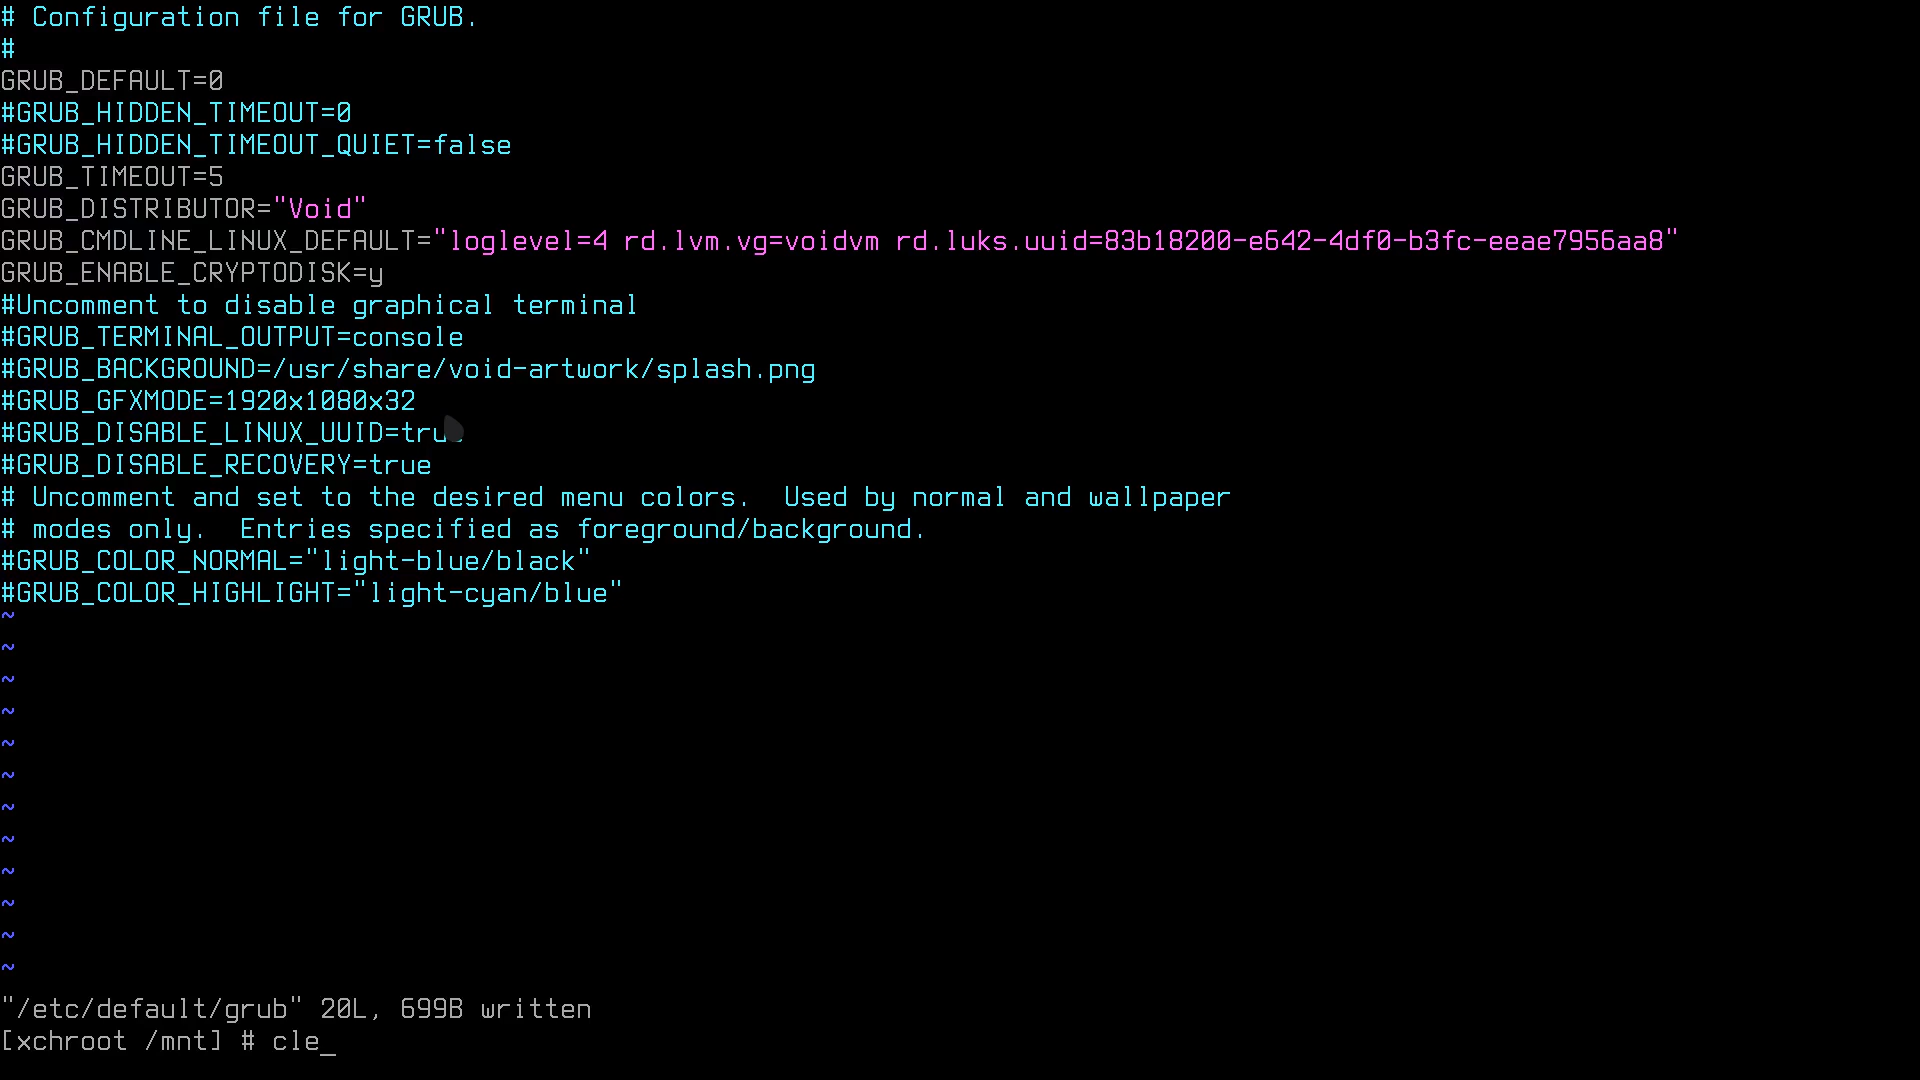 # Configuration file for GRUB.
#
GRUB_DEFAULT=0
#GRUB_HIDDEN_TIMEOUT=0
#GRUB_HIDDEN_TIMEOUT_QUIET=false
GRUB_TIMEOUT=5
GRUB_DISTRIBUTOR="Void"
GRUB_CMDLINE_LINUX_DEFAULT="loglevel=4 rd.lvm.vg=voidvm rd.luks.uuid=83b18200-e642-4df0-b3fc-eeae7956aa8"
GRUB_ENABLE_CRYPTODISK=y
#Uncomment to disable graphical terminal
#GRUB_TERMINAL_OUTPUT=console
#GRUB_BACKGROUND=/usr/share/void-artwork/splash.png
#GRUB_GFXMODE=1920x1080x32
#GRUB_DISABLE_LINUX_UUID=true
#GRUB_DISABLE_RECOVERY=true
# Uncomment and set to the desired menu colors.  Used by normal and wallpaper
# modes only.  Entries specified as foreground/background.
#GRUB_COLOR_NORMAL="light-blue/black"
#GRUB_COLOR_HIGHLIGHT="light-cyan/blue"
~
~
~
~
~
~
~
~
~
~
~
~
"/etc/default/grub" 20L, 699B written
[xchroot /mnt] # cle_